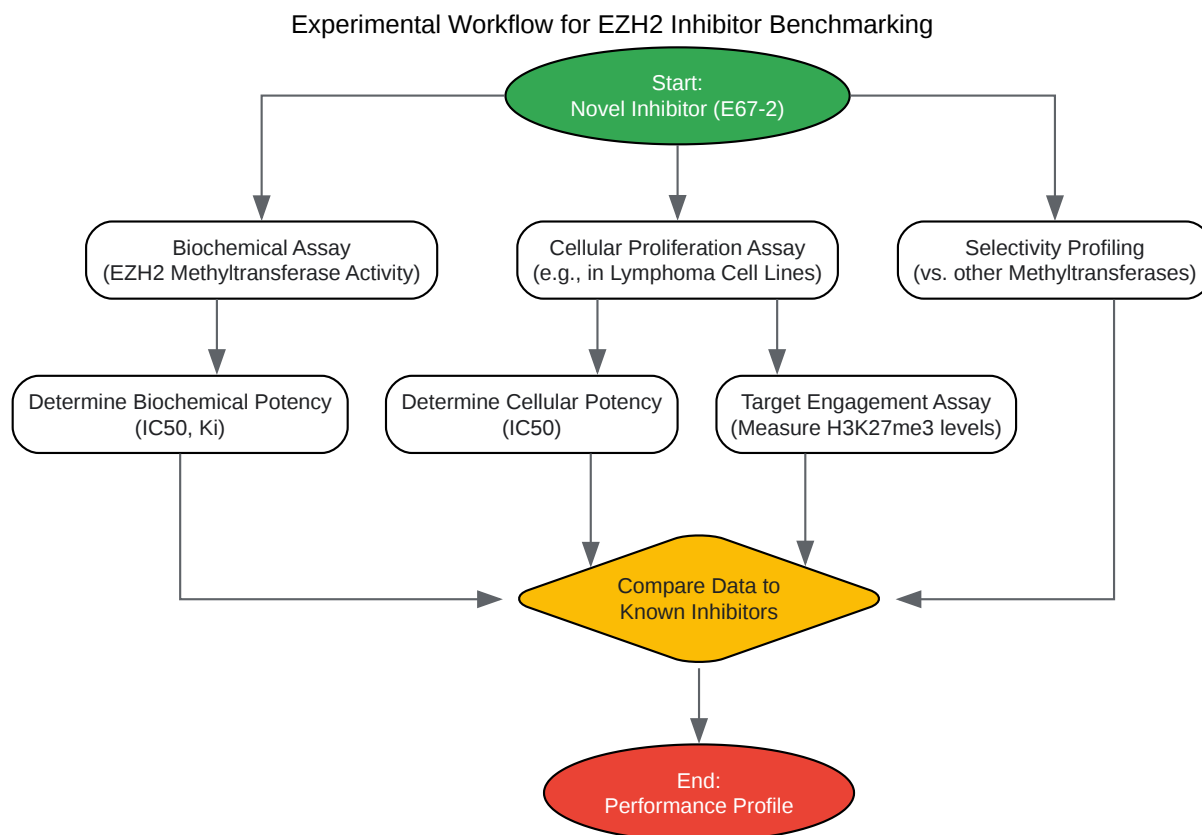 Experimental Workflow for EZH2 Inhibitor Benchmarking
Start:
Novel Inhibitor (E67-2)
Biochemical Assay
(EZH2 Methyltransferase Activity)
Cellular Proliferation Assay
(e.g., in Lymphoma Cell Lines)
Selectivity Profiling
(vs. other Methyltransferases)
Determine Biochemical Potency
(IC50, Ki)
Determine Cellular Potency
(IC50)
Target Engagement Assay
(Measure H3K27me3 levels)
Compare Data to
Known Inhibitors
End:
Performance Profile